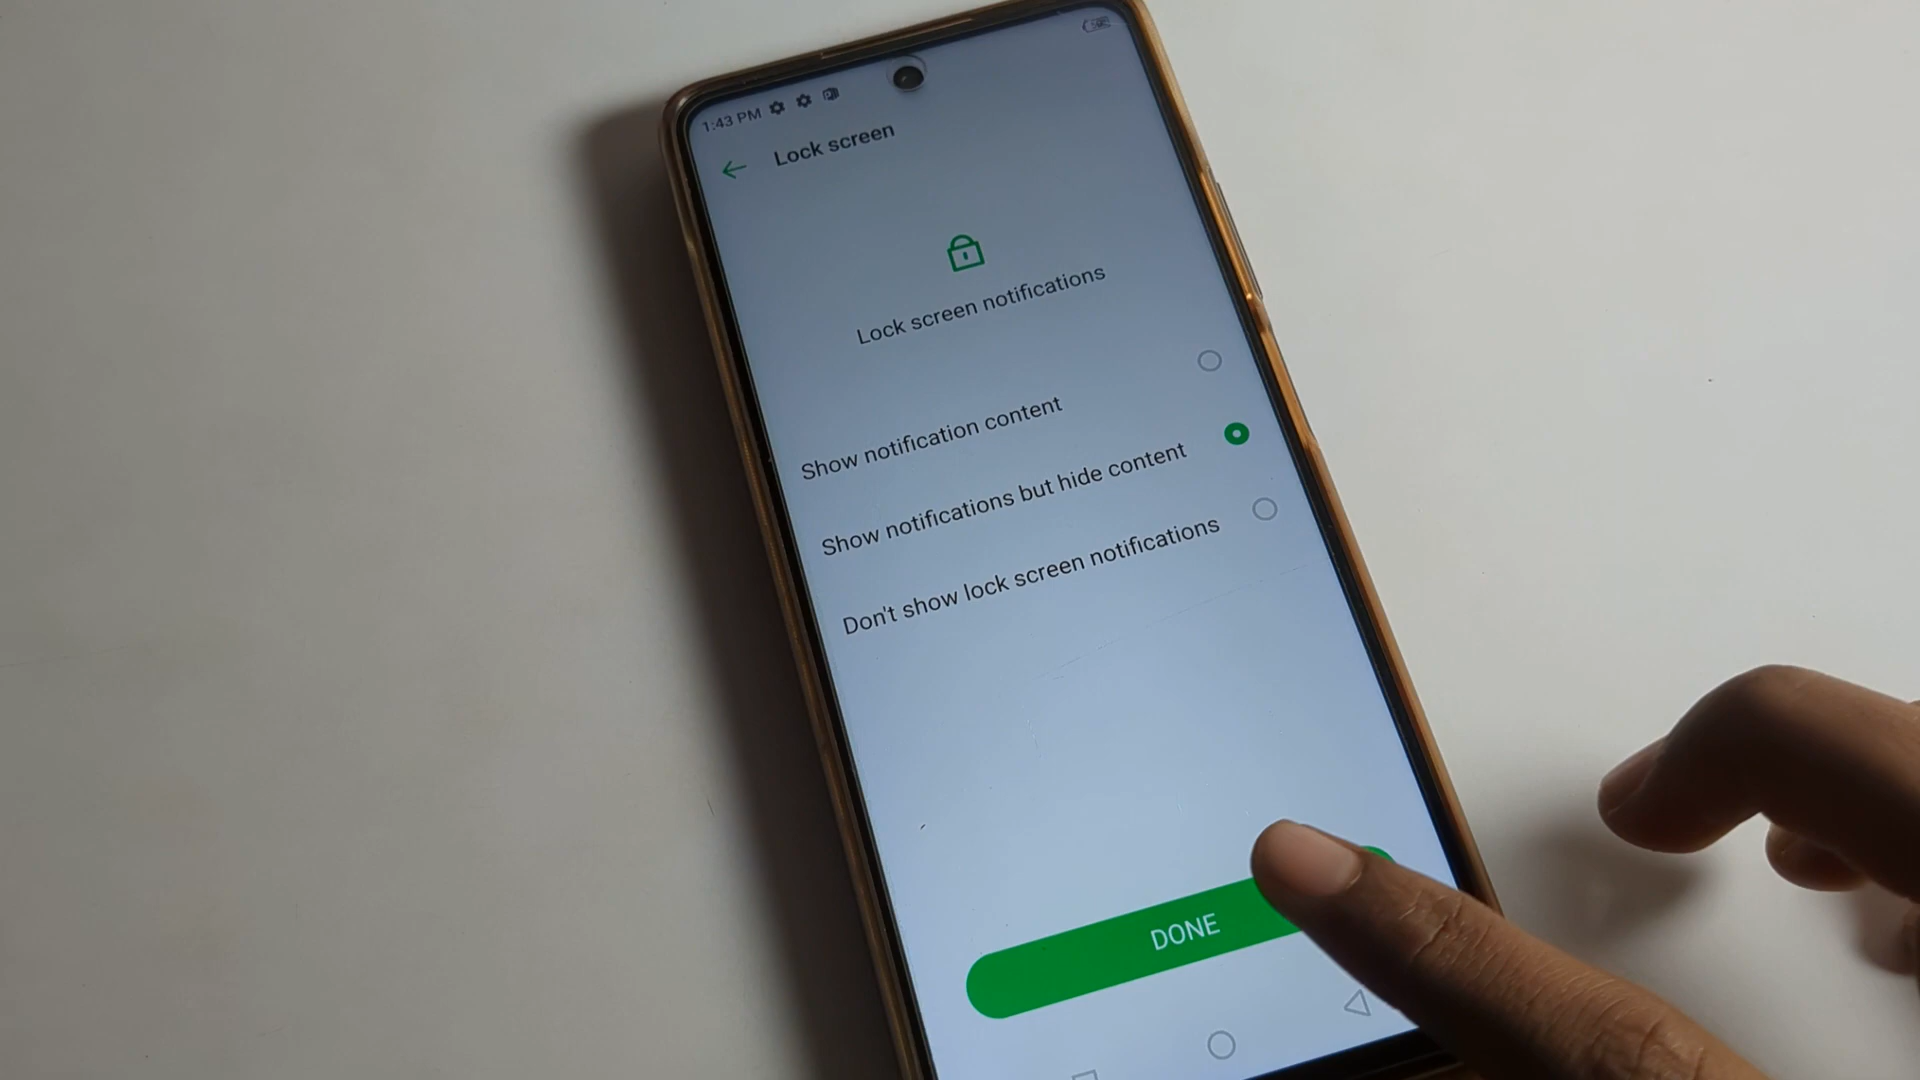 1:43 PM
Lock screen
Lock screen notifications
Show notification content
Show notifications but hide content
Don't show lock screen notifications
DONE